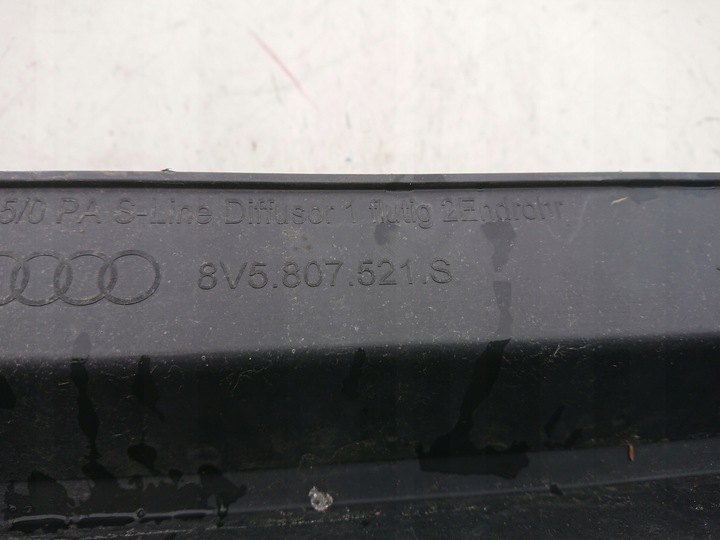 5/0 PA S-Line Diffusor 1 flutig 2Endrohr
8V5.807.521.S